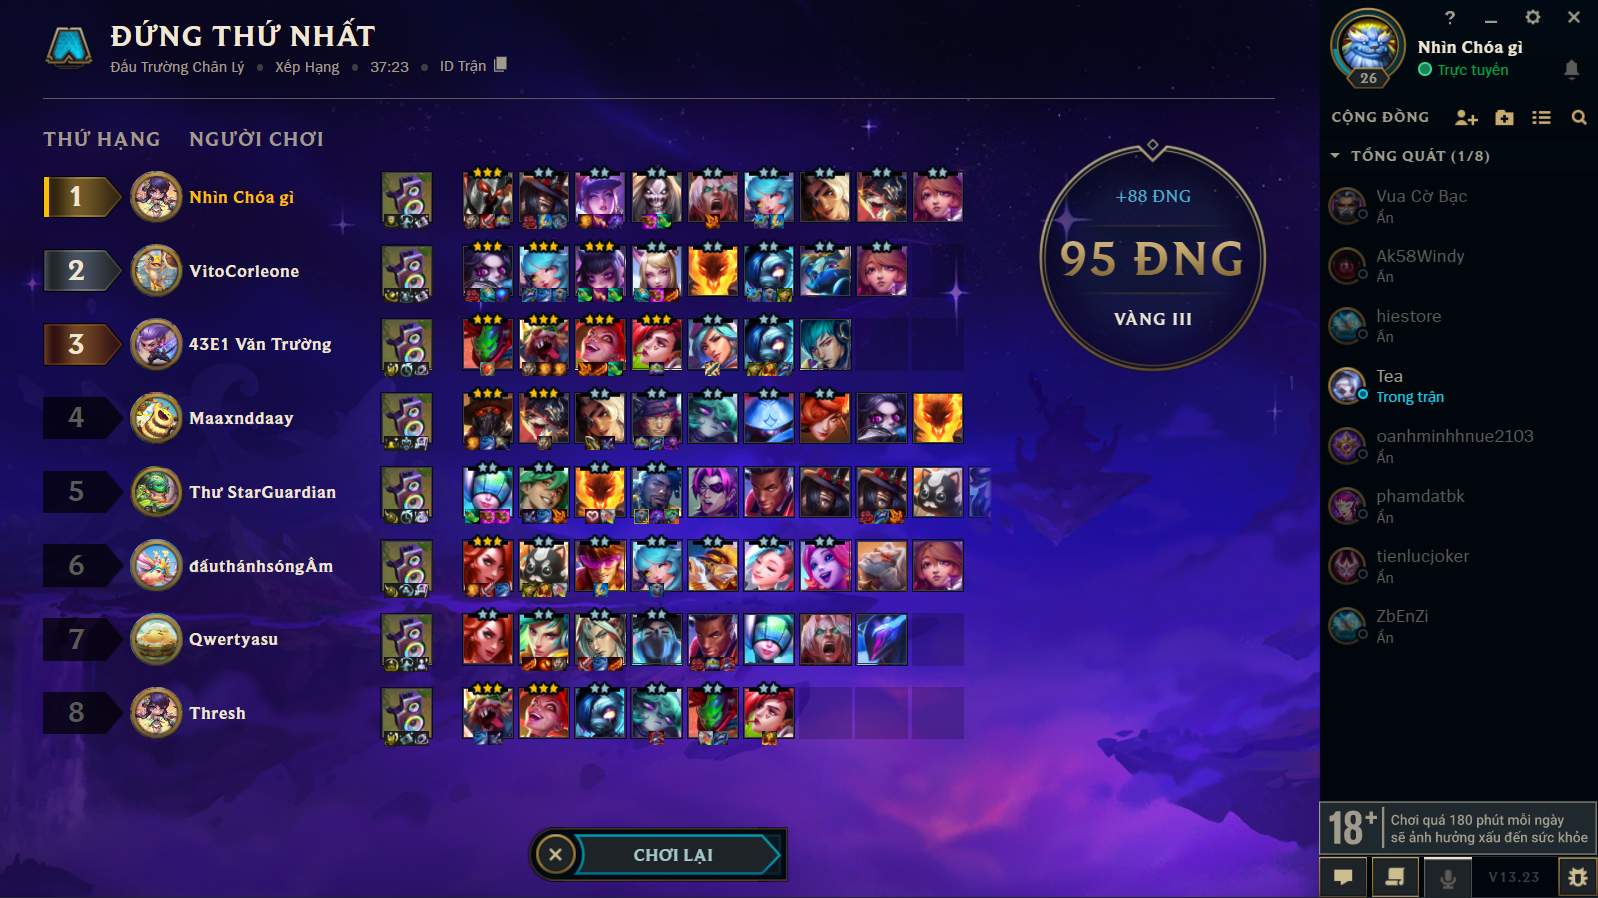 ĐỨNG THỨ NHẤT
Đấu Trường Chân Lý • Xếp Hạng • 37:23 • ID Trận
THỨ HẠNG NGƯỜI CHƠI
1 Nhìn Chóa gì
2 VitoCorleone
3 43E1 Văn Trường
4 Maaxnddaay
5 Thư StarGuardian
6 đấuthánhsóngÂm
7 Qwertyasu
8 Thresh
+88 ĐNG
95 ĐNG
VÀNG III
CHƠI LẠI
?
Nhìn Chóa gì
26
Trực tuyến
CỘNG ĐỒNG
TỔNG QUÁT (1/8)
Vua Cờ Bạc
Ẩn
Ak58Windy
Ẩn
hiestore
Ẩn
Tea
Trong trận
oanhminhhnue2103
Ẩn
phamdatbk
Ẩn
tienlucjoker
Ẩn
ZbEnZi
Ẩn
18+
Chơi quá 180 phút mỗi ngày
sẽ ảnh hưởng xấu đến sức khỏe
V13.23